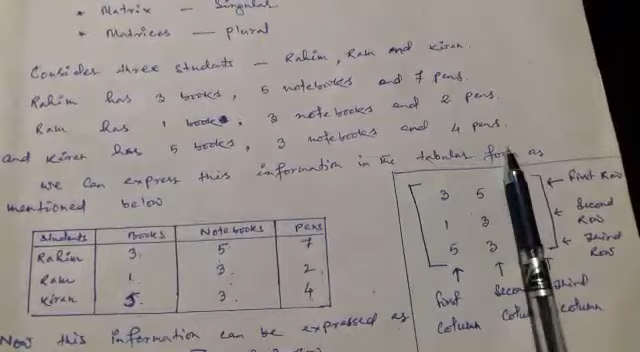 * Matrix — Singular
* Matrices — plural
Consider three students — Rahim, Ram and Kiran.
Rahim has 3 books, 5 notebooks and 7 pens.
Ram has 1 book, 3 notebooks and 2 pens.
and Kiran has 5 books, 3 notebooks and 4 pens.
We can express this information in the tabular form as
mentioned below
Students Books Notebooks Pens
Rahim 3 5 7
Ram 1 3 2
Kiran 5 3 4
3 5 ← First Row
1 3 ← Second Row
5 3 ← Third Row
↑ ↑
First Second Third
column column
Now this information can be expressed as